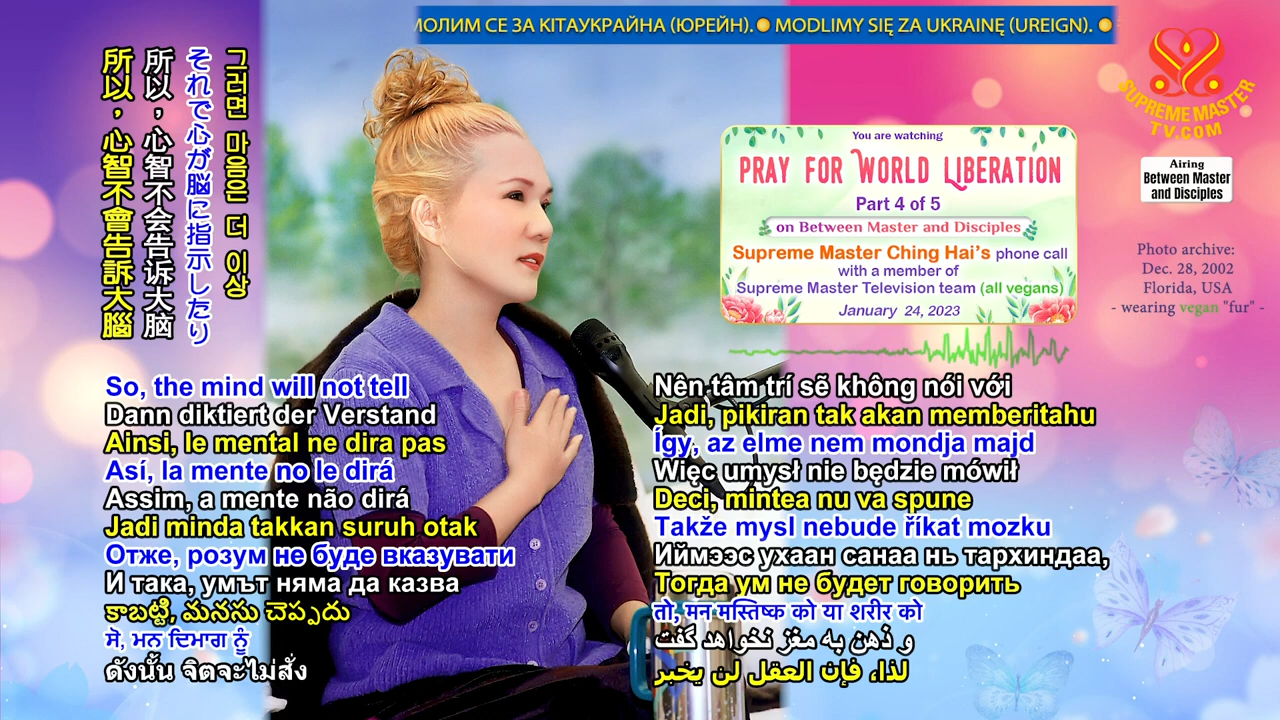 МОЛИМ СЕ ЗА КІТАУКРАЙНА (ЮРЕЙН). MODLIMY SIĘ ZA UKRAINĘ (UREIGN).
SUPREME MASTER
TV.COM
Airing
Between Master
and Disciples
You are watching
PRAY FOR WORLD LIBERATION
Part 4 of 5
on Between Master and Disciples
Supreme Master Ching Hai's phone call
with a member of
Supreme Master Television team (all vegans)
January 24, 2023
Photo archive:
Dec. 28, 2002
Florida, USA
- wearing vegan "fur" -
그러면 마음은 더 이상
それで心が脳に指示したり
所以，心智不会告诉大脑
所以，心智不會告訴大腦
So, the mind will not tell
Dann diktiert der Verstand
Ainsi, le mental ne dira pas
Así, la mente no le dirá
Assim, a mente não dirá
Jadi minda takkan suruh otak
Отже, розум не буде вказувати
И така, умът няма да казва
కాబట్టి, మనసు చెప్పదు
ਸੋ, ਮਨ ਦਿਮਾਗ ਨੂੰ
ดังนั้น จิตจะไม่สั่ง
Nên tâm trí sẽ không nói với
Jadi, pikiran tak akan memberitahu
Így, az elme nem mondja majd
Więc umysł nie będzie mówił
Deci, mintea nu va spune
Takže mysl nebude říkat mozku
Иймээс ухаан санаа нь тархиндаа,
Тогда ум не будет говорить
तो, मन मस्तिष्क को या शरीर को
و ذهن به مغز نخواهد گفت
لذا، فإن العقل لن يخبر